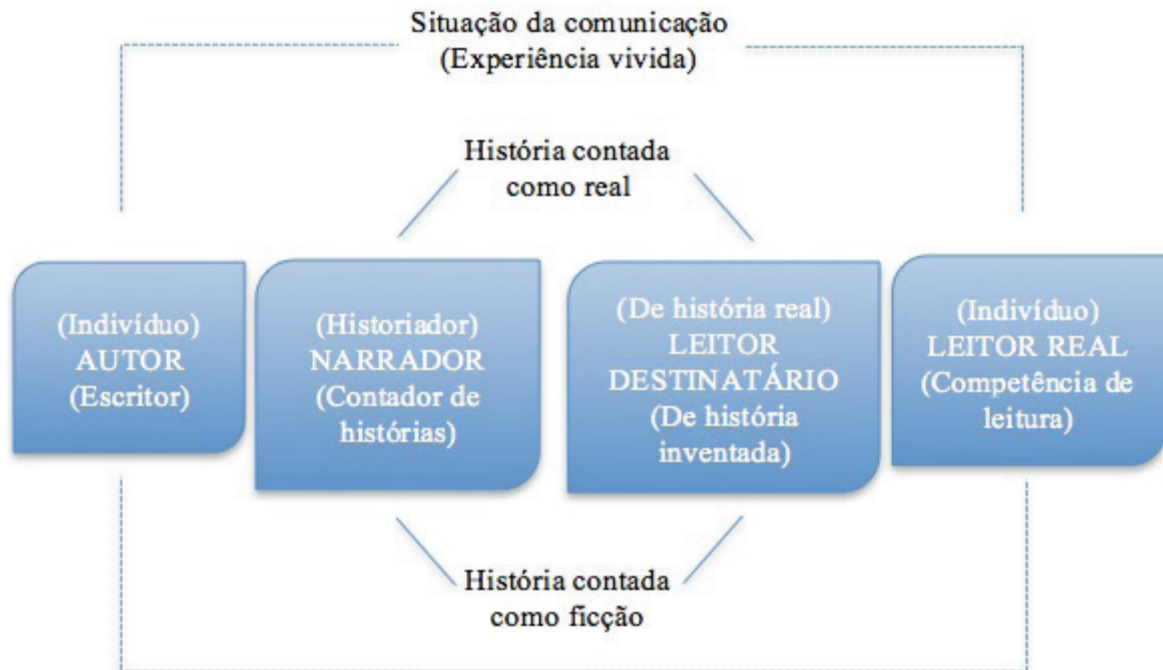 Situação da comunicação
(Experiência vivida)
História contada
como real
(Indivíduo)
AUTOR
(Escritor)
(Historiador)
NARRADOR
(Contador de
histórias)
(De história real)
LEITOR
DESTINATÁRIO
(De história
inventada)
(Indivíduo)
LEITOR REAL
(Competência de
leitura)
História contada
como ficção